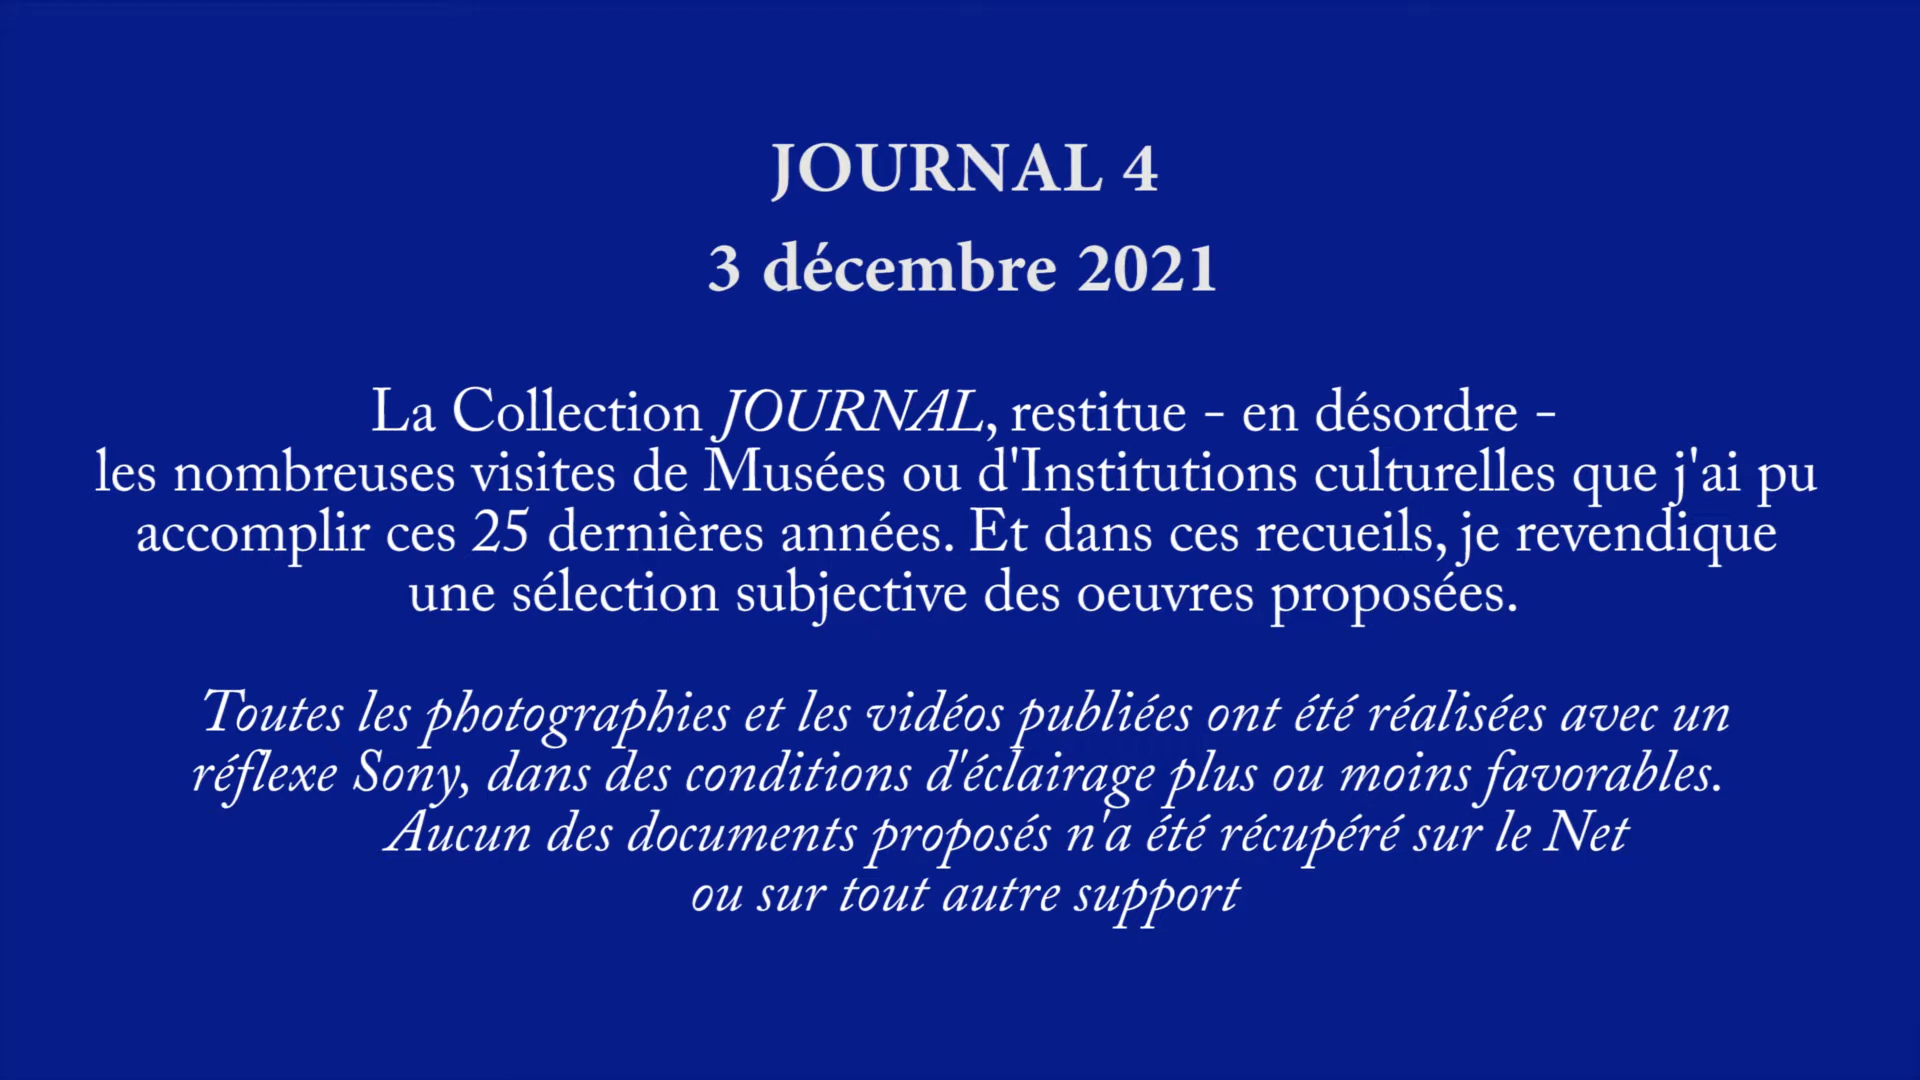 JOURNAL 4
3 décembre 2021
La Collection JOURNAL, restitue - en désordre -
les nombreuses visites de Musées ou d'Institutions culturelles que j'ai pu
accomplir ces 25 dernières années. Et dans ces recueils, je revendique
une sélection subjective des oeuvres proposées.
Toutes les photographies et les vidéos publiées ont été réalisées avec un
réflexe Sony, dans des conditions d'éclairage plus ou moins favorables.
Aucun des documents proposés n'a été récupéré sur le Net
ou sur tout autre support